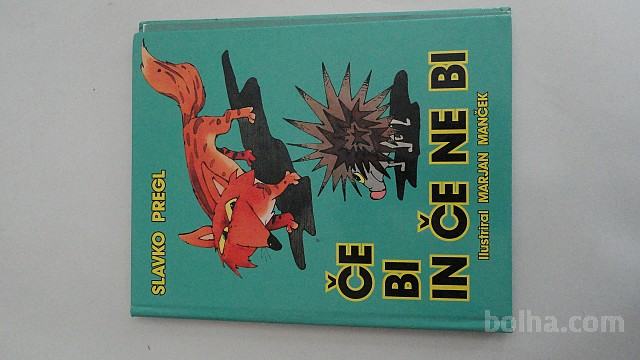 SLAVKO PREGL
ČE
BI
IN ČE NE BI
Ilustriral MARJAN MANČEK
bolha.com